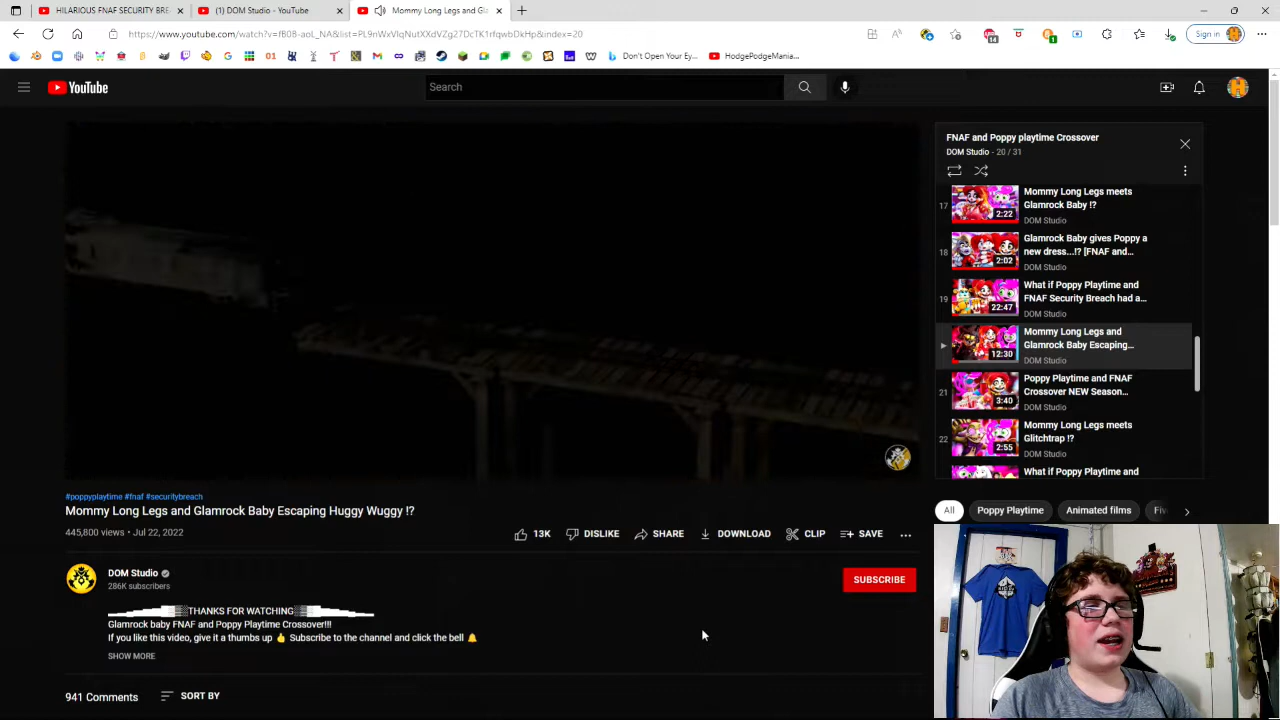 HILARIOUS FNAF SECURITY BRE
(1) DOM Studio - YouTube
Mommy Long Legs and Gla
https://www.youtube.com/watch?v=fB0B-aoL_NA&list=PL9nWxVlqNutXXdVZg27DcTK1rfqwbDkHp&index=20
Sign in
Don't Open Your Ey...
HodgePodgeMania...
YouTube
Search
FNAF and Poppy playtime Crossover
DOM Studio - 20 / 31
17
2:22
Mommy Long Legs meets
Glamrock Baby !?
DOM Studio
18
2:02
Glamrock Baby gives Poppy a
new dress...!? [FNAF and...
DOM Studio
19
22:47
What if Poppy Playtime and
FNAF Security Breach had a...
DOM Studio
12:30
Mommy Long Legs and
Glamrock Baby Escaping...
DOM Studio
21
3:40
Poppy Playtime and FNAF
Crossover NEW Season...
DOM Studio
22
2:55
Mommy Long Legs meets
Glitchtrap !?
DOM Studio
What if Poppy Playtime and
All
Poppy Playtime
Animated films
Fiv
#poppyplaytime #fnaf #securitybreach
Mommy Long Legs and Glamrock Baby Escaping Huggy Wuggy !?
445,800 views • Jul 22, 2022
13K
DISLIKE
SHARE
DOWNLOAD
CLIP
SAVE
DOM Studio
286K subscribers
SUBSCRIBE
THANKS FOR WATCHING
Glamrock baby FNAF and Poppy Playtime Crossover!!!
If you like this video, give it a thumbs up 👍 Subscribe to the channel and click the bell 🔔
SHOW MORE
941 Comments
SORT BY